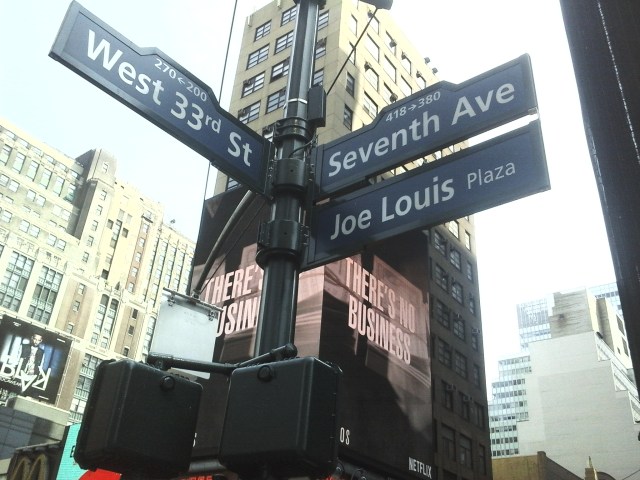 270←200
West 33rd St
418→380
Seventh Ave
Joe Louis Plaza
THERE'S NO
BUSINESS
NETFLIX